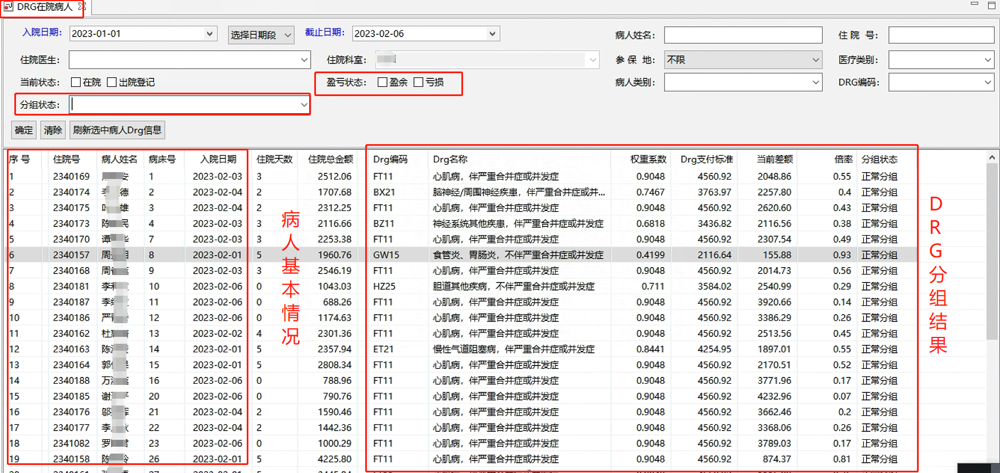 DRG在院病人
入院日期： 2023-01-01 选择日期段 截止日期： 2023-02-06 病人姓名： 住 院 号：
住院医生： 住院科室： 参 保 地： 不限 医疗类别：
当前状态： 在院 出院登记 盈亏状态： 盈余 亏损 病人类别： DRG编码：
分组状态：
确定 清除 刷新选中病人Drg信息
序号 住院号 病人姓名 病床号 入院日期 住院天数 住院总金额 Drg编码 Drg名称 权重系数 Drg支付标准 当前差额 倍率 分组状态
1 2340169 安 1 2023-02-03 3 2512.06 FT11 心肌病，伴严重合并症或并发症 0.9048 4560.92 2048.86 0.55 正常分组
2 2340174 李 德 2 2023-02-04 2 1707.68 BX21 脑神经/周围神经疾患，伴严重合并症或并... 0.7467 3763.97 2257.80 0.4 正常分组
3 2340175 叶 雄 3 2023-02-04 2 2312.25 FT11 心肌病，伴严重合并症或并发症 0.9048 4560.92 2620.60 0.43 正常分组
4 2340173 陈 民 4 2023-02-03 3 2116.66 BZ11 神经系统其他疾患，伴严重合并症或并发症 0.6818 3436.82 2116.56 0.38 正常分组
5 2340170 谭 华 7 2023-02-03 3 2253.38 FT11 心肌病，伴严重合并症或并发症 0.9048 4560.92 2307.54 0.49 正常分组
6 2340157 周 8 2023-02-01 5 1960.76 GW15 食管炎、胃肠炎，不伴严重合并症或并发症 0.4199 2116.64 155.88 0.93 正常分组
7 2340168 周 9 2023-02-03 3 2546.19 FT11 心肌病，伴严重合并症或并发症 0.9048 4560.92 2014.73 0.56 正常分组
8 2340181 李 10 2023-02-06 0 1043.03 HZ25 胆道其他疾病，不伴严重合并症或并发症 0.711 3584.02 2540.99 0.29 正常分组
9 2340187 李 11 2023-02-06 0 688.26 FT11 心肌病，伴严重合并症或并发症 0.9048 4560.92 3920.66 0.14 正常分组
10 2340186 严 12 2023-02-06 0 1174.63 FT11 心肌病，伴严重合并症或并发症 0.9048 4560.92 3386.29 0.26 正常分组
11 2340162 杜 13 2023-02-02 4 2301.36 FT11 心肌病，伴严重合并症或并发症 0.9048 4560.92 2513.56 0.45 正常分组
12 2340163 陈 14 2023-02-01 5 2357.94 ET21 慢性气道阻塞病，伴严重合并症或并发症 0.8441 4254.95 1897.01 0.55 正常分组
13 2340164 郭 15 2023-02-01 5 2808.34 FT11 心肌病，伴严重合并症或并发症 0.9048 4560.92 2170.51 0.52 正常分组
14 2340188 万 16 2023-02-06 0 788.96 FT11 心肌病，伴严重合并症或并发症 0.9048 4560.92 3771.96 0.17 正常分组
15 2340185 谢 平 20 2023-02-06 0 790.76 FT11 心肌病，伴严重合并症或并发症 0.9048 4560.92 4232.96 0.07 正常分组
16 2340176 邬 辉 21 2023-02-04 2 1590.46 FT11 心肌病，伴严重合并症或并发症 0.9048 4560.92 3662.46 0.2 正常分组
17 2340177 李 22 2023-02-04 2 1442.36 FT11 心肌病，伴严重合并症或并发症 0.9048 4560.92 3368.06 0.26 正常分组
18 2341082 罗 君 23 2023-02-06 0 1000.29 FT11 心肌病，伴严重合并症或并发症 0.9048 4560.92 3789.03 0.17 正常分组
19 2340158 陈 玲 26 2023-02-01 5 4225.80 FT11 心肌病，伴严重合并症或并发症 0.9048 4560.92 874.37 0.81 正常分组
病人基本情况
DRG分组结果